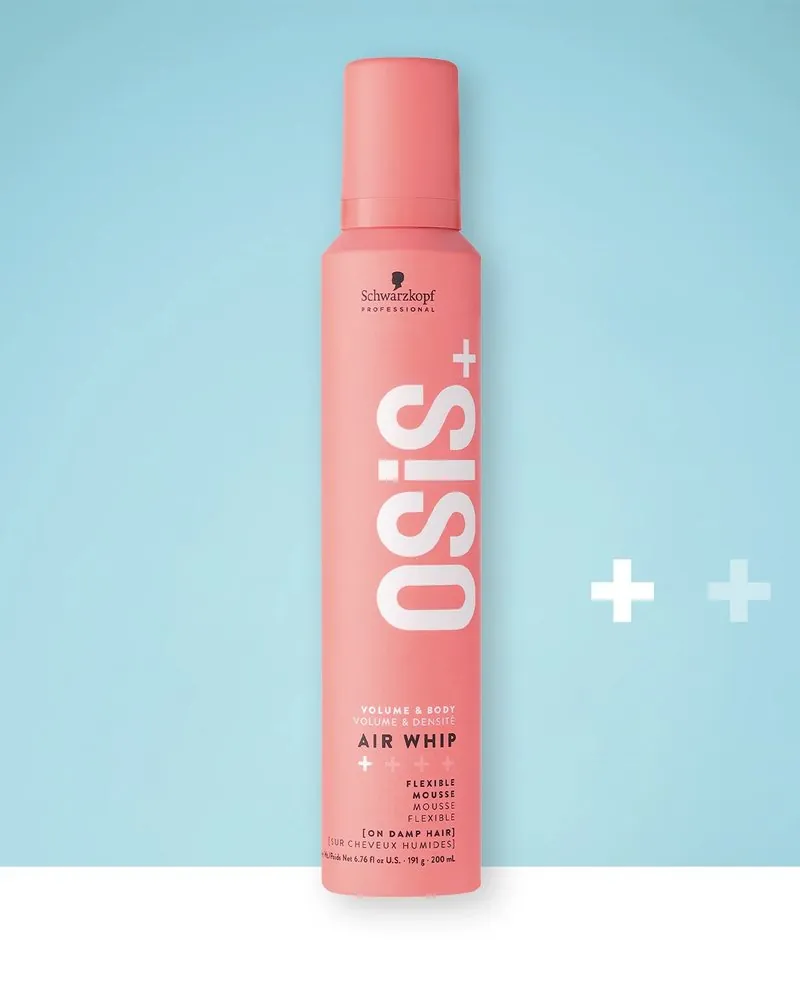 Schwarzkopf
PROFESSIONAL
OSiS+
VOLUME & BODY
VOLUME & DENSITÉ
AIR WHIP
+ + + +
FLEXIBLE
MOUSSE
MOUSSE
FLEXIBLE
[ON DAMP HAIR]
[SUR CHEVEUX HUMIDES]
Net 6.76 fl oz U.S. · 191 g · 200 mL
+ +